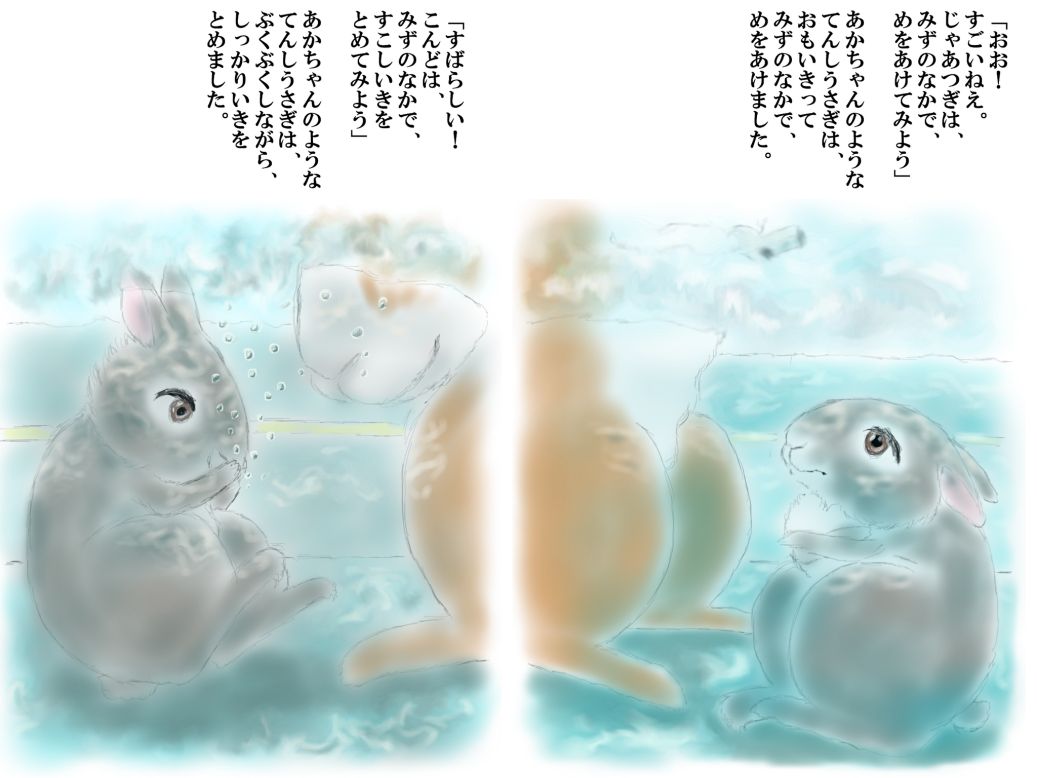 「おお！
すごいねえ。
じゃあつぎは、
みずのなかで、
めをあけてみよう」
あかちゃんのような
てんしうさぎは、
おもいきって
みずのなかで、
めをあけました。
「すばらしい！
こんどは、
みずのなかで、
すこしいきを
とめてみよう」
あかちゃんのような
てんしうさぎは、
ぶくぶくしながら、
しっかりいきを
とめました。